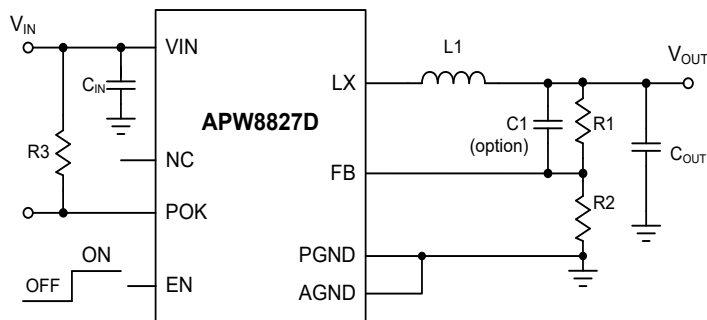 VIN
VIN
CIN
R3
NC
POK
ON
OFF
EN
APW8827D
LX
FB
PGND
AGND
L1
VOUT
C1
(option)
R1
COUT
R2